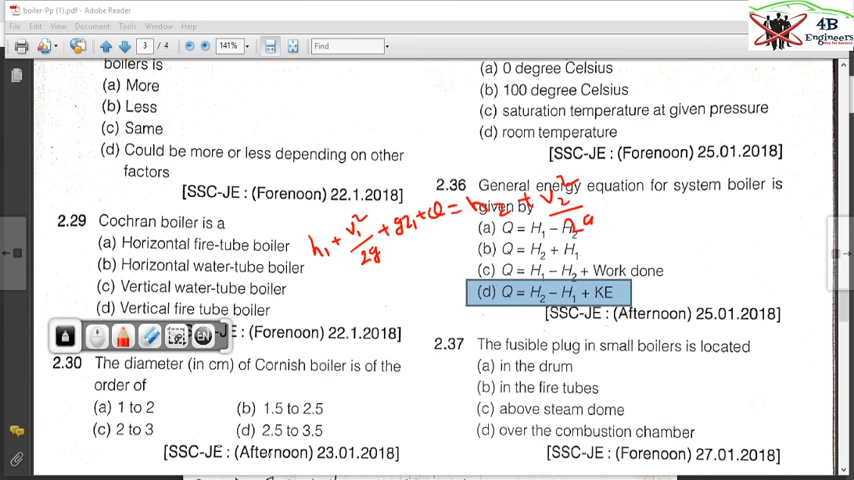 boiler-Pp (1).pdf - Adobe Reader
File Edit View Document Tools Window Help
3 / 4 141% Find
4B
Engineers
boilers is
(a) More
(b) Less
(c) Same
(d) Could be more or less depending on other
factors
[SSC-JE : (Forenoon) 22.1.2018]
2.29 Cochran boiler is a
(a) Horizontal fire-tube boiler
(b) Horizontal water-tube boiler
(c) Vertical water-tube boiler
(d) Vertical fire tube boiler
JE : (Forenoon) 22.1.2018]
EN
2.30 The diameter (in cm) of Cornish boiler is of the
order of
(a) 1 to 2 (b) 1.5 to 2.5
(c) 2 to 3 (d) 2.5 to 3.5
[SSC-JE : (Afternoon) 23.01.2018]
(a) 0 degree Celsius
(b) 100 degree Celsius
(c) saturation temperature at given pressure
(d) room temperature
[SSC-JE : (Forenoon) 25.01.2018]
2.36 General energy equation for system boiler is
given by
h₁ + v₁²/2g + gz₁ + Q = h₂ + v₂²/2g
(a) Q = H₁ – H₂
(b) Q = H₂ + H₁
(c) Q = H₁ – H₂ + Work done
(d) Q = H₂ – H₁ + KE
[SSC-JE : (Afternoon) 25.01.2018]
2.37 The fusible plug in small boilers is located
(a) in the drum
(b) in the fire tubes
(c) above steam dome
(d) over the combustion chamber
[SSC-JE : (Forenoon) 27.01.2018]